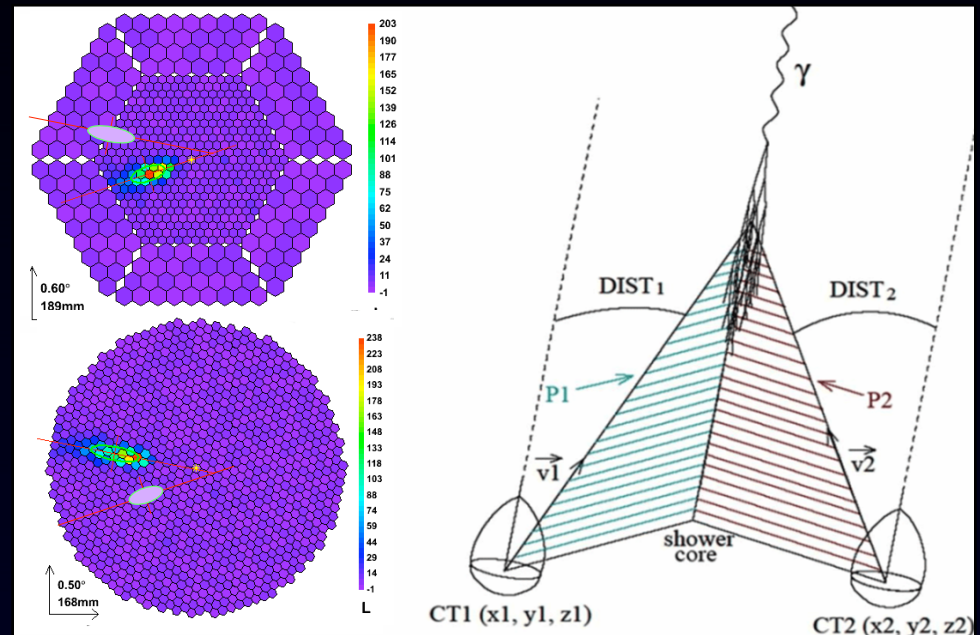 203
190
177
165
152
139
126
114
101
88
75
62
50
37
24
11
-1
0.60°
189mm
238
223
208
193
178
163
148
133
118
103
88
74
59
44
29
14
-1
L
0.50°
168mm
γ
DIST1
DIST2
P1
P2
v1
v2
shower
core
CT1 (x1, y1, z1)
CT2 (x2, y2, z2)